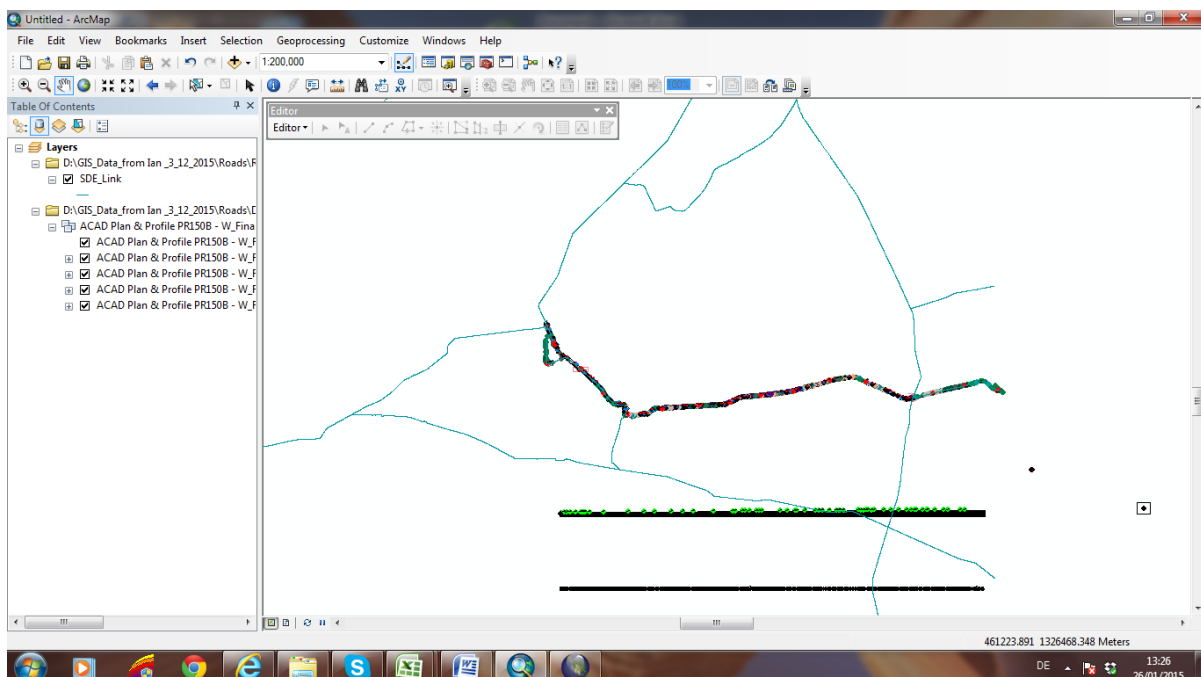 Untitled - ArcMap
File Edit View Bookmarks Insert Selection Geoprocessing Customize Windows Help
1:200,000
100%
Table Of Contents
Editor
Editor
Layers
D:\GIS_Data_from Ian _3_12_2015\Roads\R
SDE_Link
D:\GIS_Data_from Ian _3_12_2015\Roads\D
ACAD Plan & Profile PR150B - W_Fina
ACAD Plan & Profile PR150B - W_F
ACAD Plan & Profile PR150B - W_F
ACAD Plan & Profile PR150B - W_F
ACAD Plan & Profile PR150B - W_F
ACAD Plan & Profile PR150B - W_F
461223.891 1326468.348 Meters
DE
13:26
26/01/2015